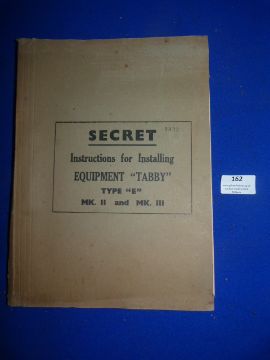 SECRET
Instructions for Installing
EQUIPMENT "TABBY"
TYPE "E"
MK. II and MK. III
162